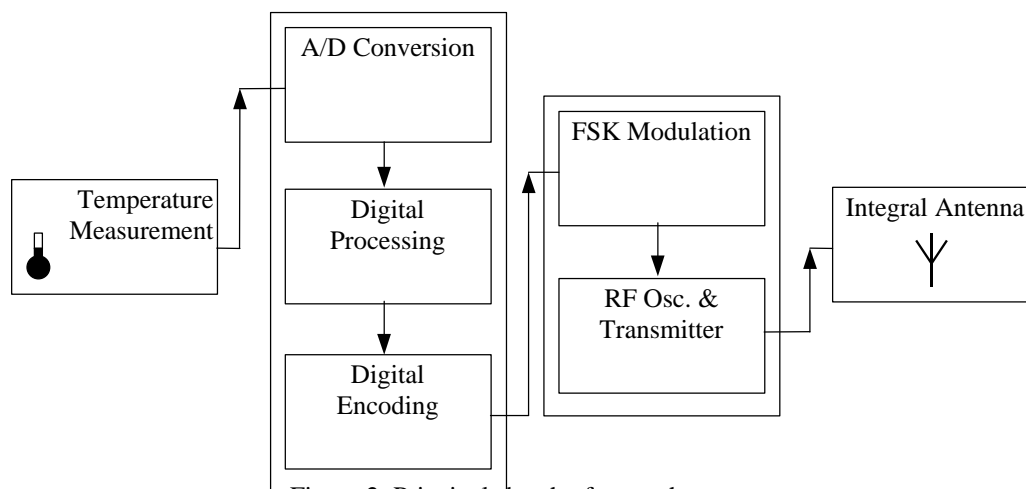 A/D Conversion
FSK Modulation
Temperature
Measurement
Digital
Processing
Integral Antenna
RF Osc. &
Transmitter
Digital
Encoding